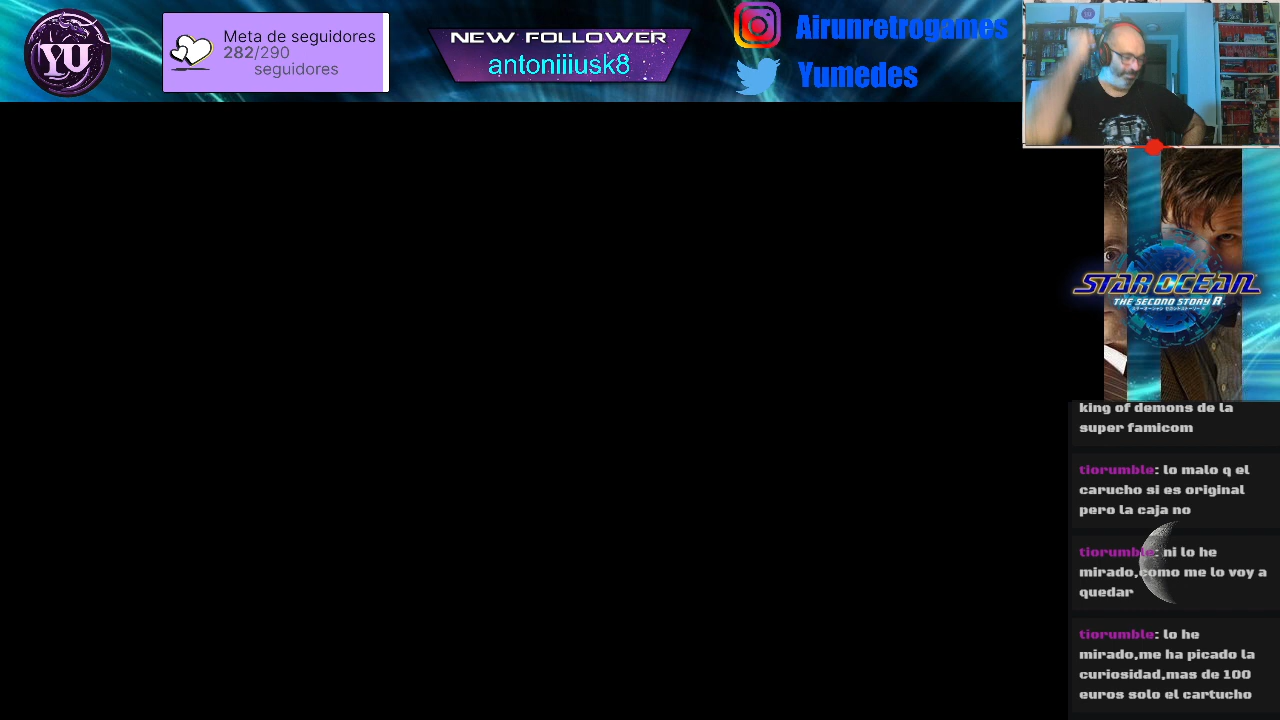 YU
Meta de seguidores
282/290
seguidores
NEW FOLLOWER
antoniiiusk8
Airunretrogames
Yumedes
STAR OCEAN
THE SECOND STORY R
king of demons de la
super famicom
tiorumble: lo malo q el
carucho si es original
pero la caja no
tiorumble: ni lo he
mirado,como me lo voy a
quedar
tiorumble: lo he
mirado,me ha picado la
curiosidad,mas de 100
euros solo el cartucho